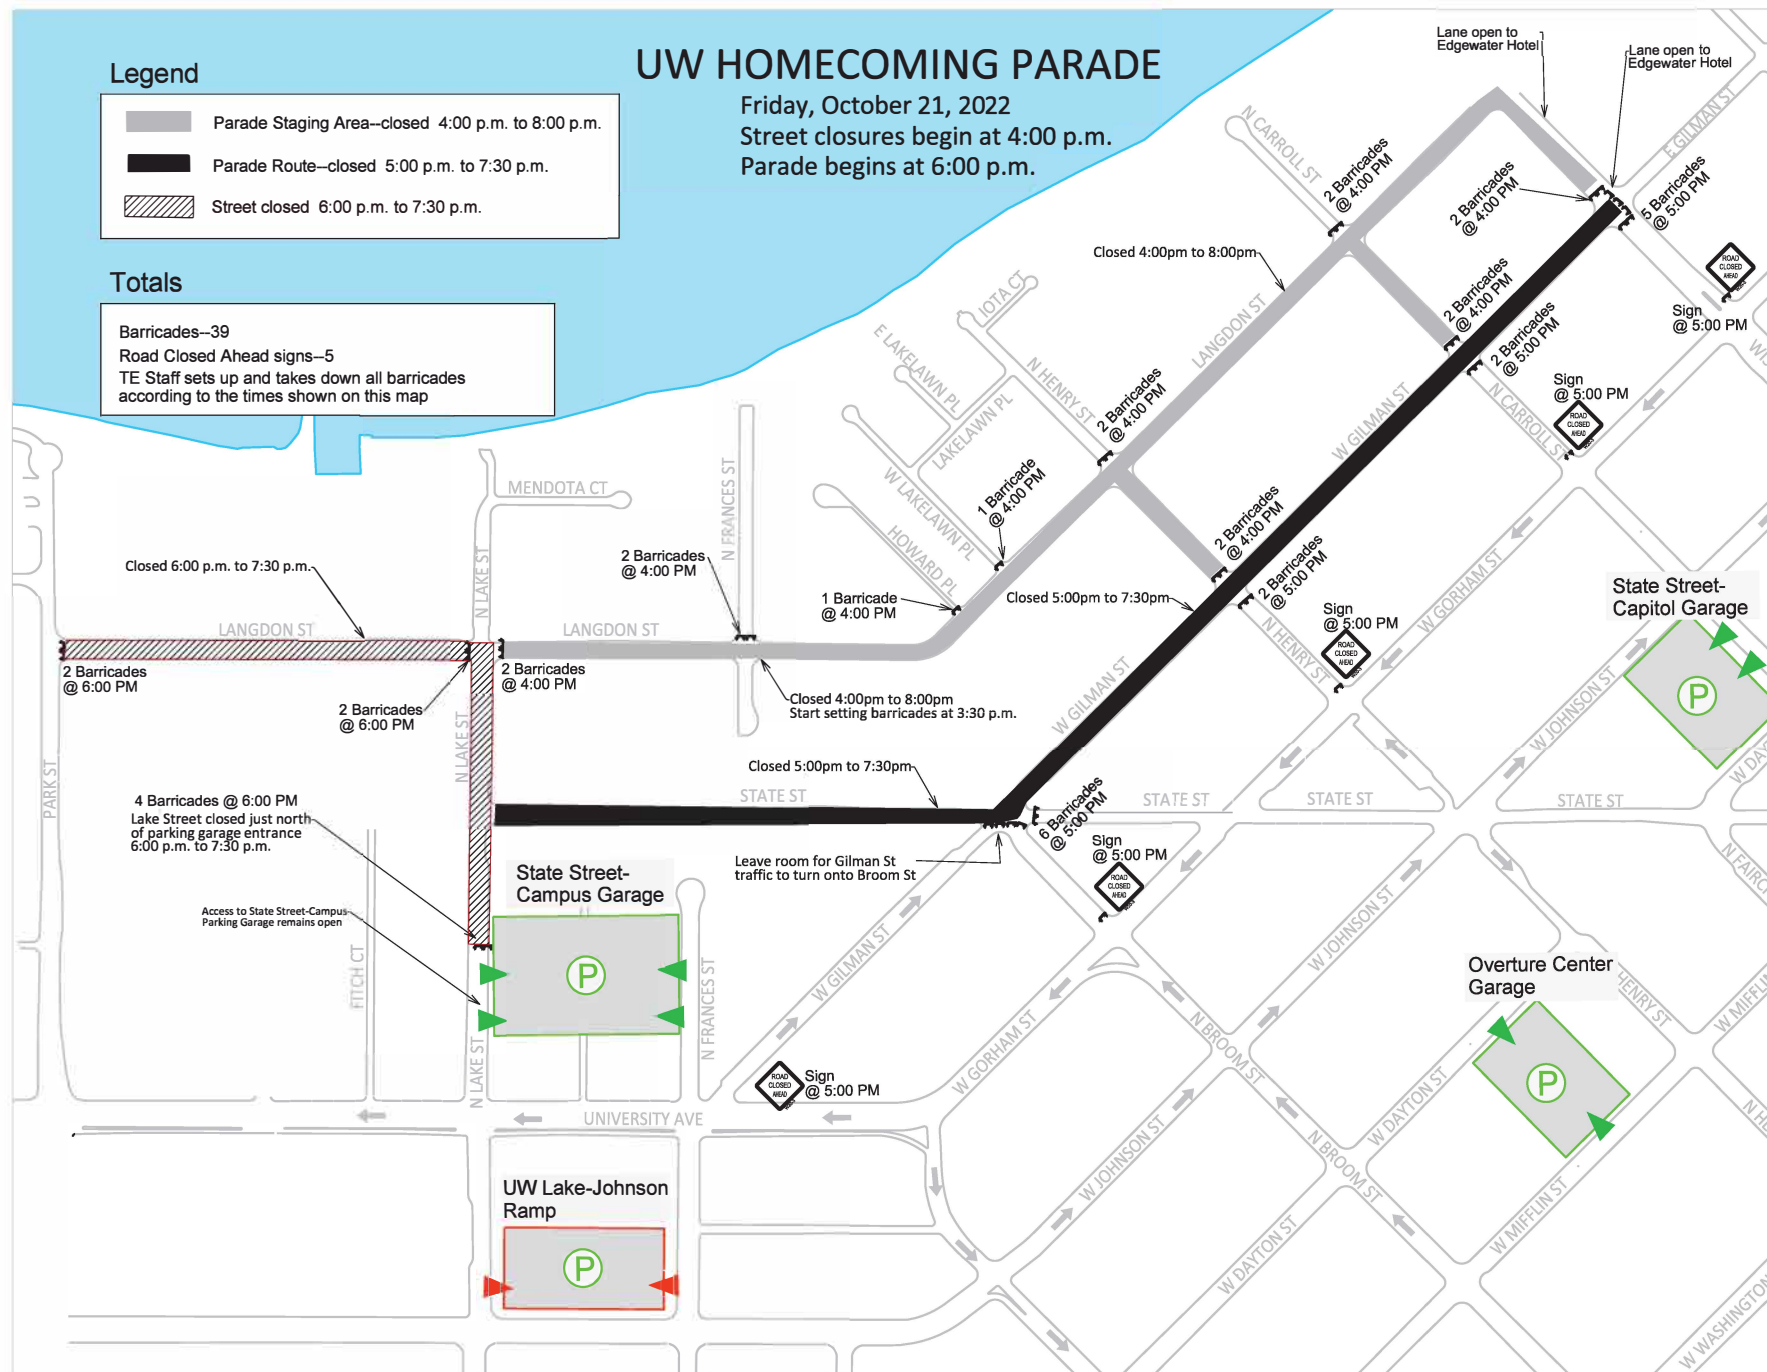 UW HOMECOMING PARADE
Friday, October 21, 2022
Street closures begin at 4:00 p.m.
Parade begins at 6:00 p.m.
Legend
Parade Staging Area--closed 4:00 p.m. to 8:00 p.m.
Parade Route--closed 5:00 p.m. to 7:30 p.m.
Street closed 6:00 p.m. to 7:30 p.m.
Totals
Barricades--39
Road Closed Ahead signs--5
TE Staff sets up and takes down all barricades
according to the times shown on this map
Lane open to
Edgewater Hotel
Lane open to
Edgewater Hotel
E GILMAN ST
N CARROLL ST
2 Barricades
@ 4:00 PM
2 Barricades
@ 4:00 PM
5 Barricades
@ 5:00 PM
Closed 4:00pm to 8:00pm
ROAD
CLOSED
AHEAD
Sign
@ 5:00 PM
IOTA CT
LANGDON ST
2 Barricades
@ 4:00 PM
2 Barricades
@ 5:00 PM
E LAKELAWN PL
N HENRY ST
LAKELAWN PL
2 Barricades
@ 4:00 PM
W GILMAN ST
N CARROLL ST
Sign
@ 5:00 PM
ROAD
CLOSED
AHEAD
MENDOTA CT
N FRANCES ST
W LAKELAWN PL
1 Barricade
@ 4:00 PM
HOWARD PL
2 Barricades
@ 4:00 PM
2 Barricades
@ 5:00 PM
W GORHAM ST
Closed 6:00 p.m. to 7:30 p.m.
N LAKE ST
2 Barricades
@ 4:00 PM
1 Barricade
@ 4:00 PM
Closed 5:00pm to 7:30pm
N HENRY ST
Sign
@ 5:00 PM
ROAD
CLOSED
AHEAD
State Street-
Capitol Garage
P
LANGDON ST
LANGDON ST
2 Barricades
@ 6:00 PM
2 Barricades
@ 4:00 PM
2 Barricades
@ 6:00 PM
Closed 4:00pm to 8:00pm
Start setting barricades at 3:30 p.m.
W GILMAN ST
W JOHNSON ST
N LAKE ST
PARK ST
Closed 5:00pm to 7:30pm
STATE ST
STATE ST
STATE ST
STATE ST
4 Barricades @ 6:00 PM
Lake Street closed just north
of parking garage entrance
6:00 p.m. to 7:30 p.m.
6 Barricades
@ 5:00 PM
Sign
@ 5:00 PM
ROAD
CLOSED
AHEAD
Leave room for Gilman St
traffic to turn onto Broom St
State Street-
Campus Garage
P
Access to State Street-Campus
Parking Garage remains open
FITCH CT
N FRANCES ST
W GILMAN ST
W JOHNSON ST
Overture Center
Garage
P
HENRY ST
N LAKE ST
W GORHAM ST
N BROOM ST
ROAD
CLOSED
AHEAD
Sign
@ 5:00 PM
UNIVERSITY AVE
W DAYTON ST
W JOHNSON ST
N BROOM ST
UW Lake-Johnson
Ramp
P
W DAYTON ST
W MIFFLIN ST
W WASHINGTON